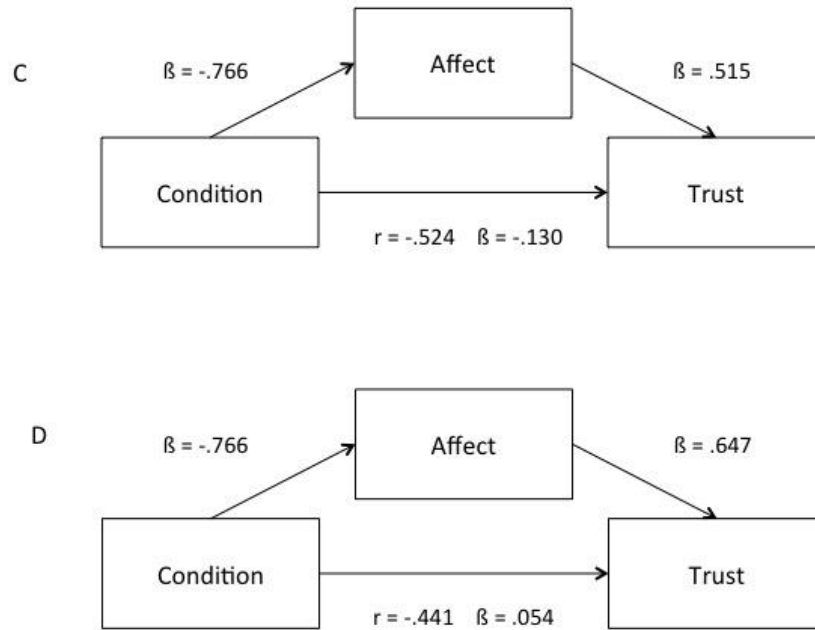 C
ß = -.766
Affect
ß = .515
Condition
Trust
r = -.524 ß = -.130
D
ß = -.766
Affect
ß = .647
Condition
Trust
r = -.441 ß = .054